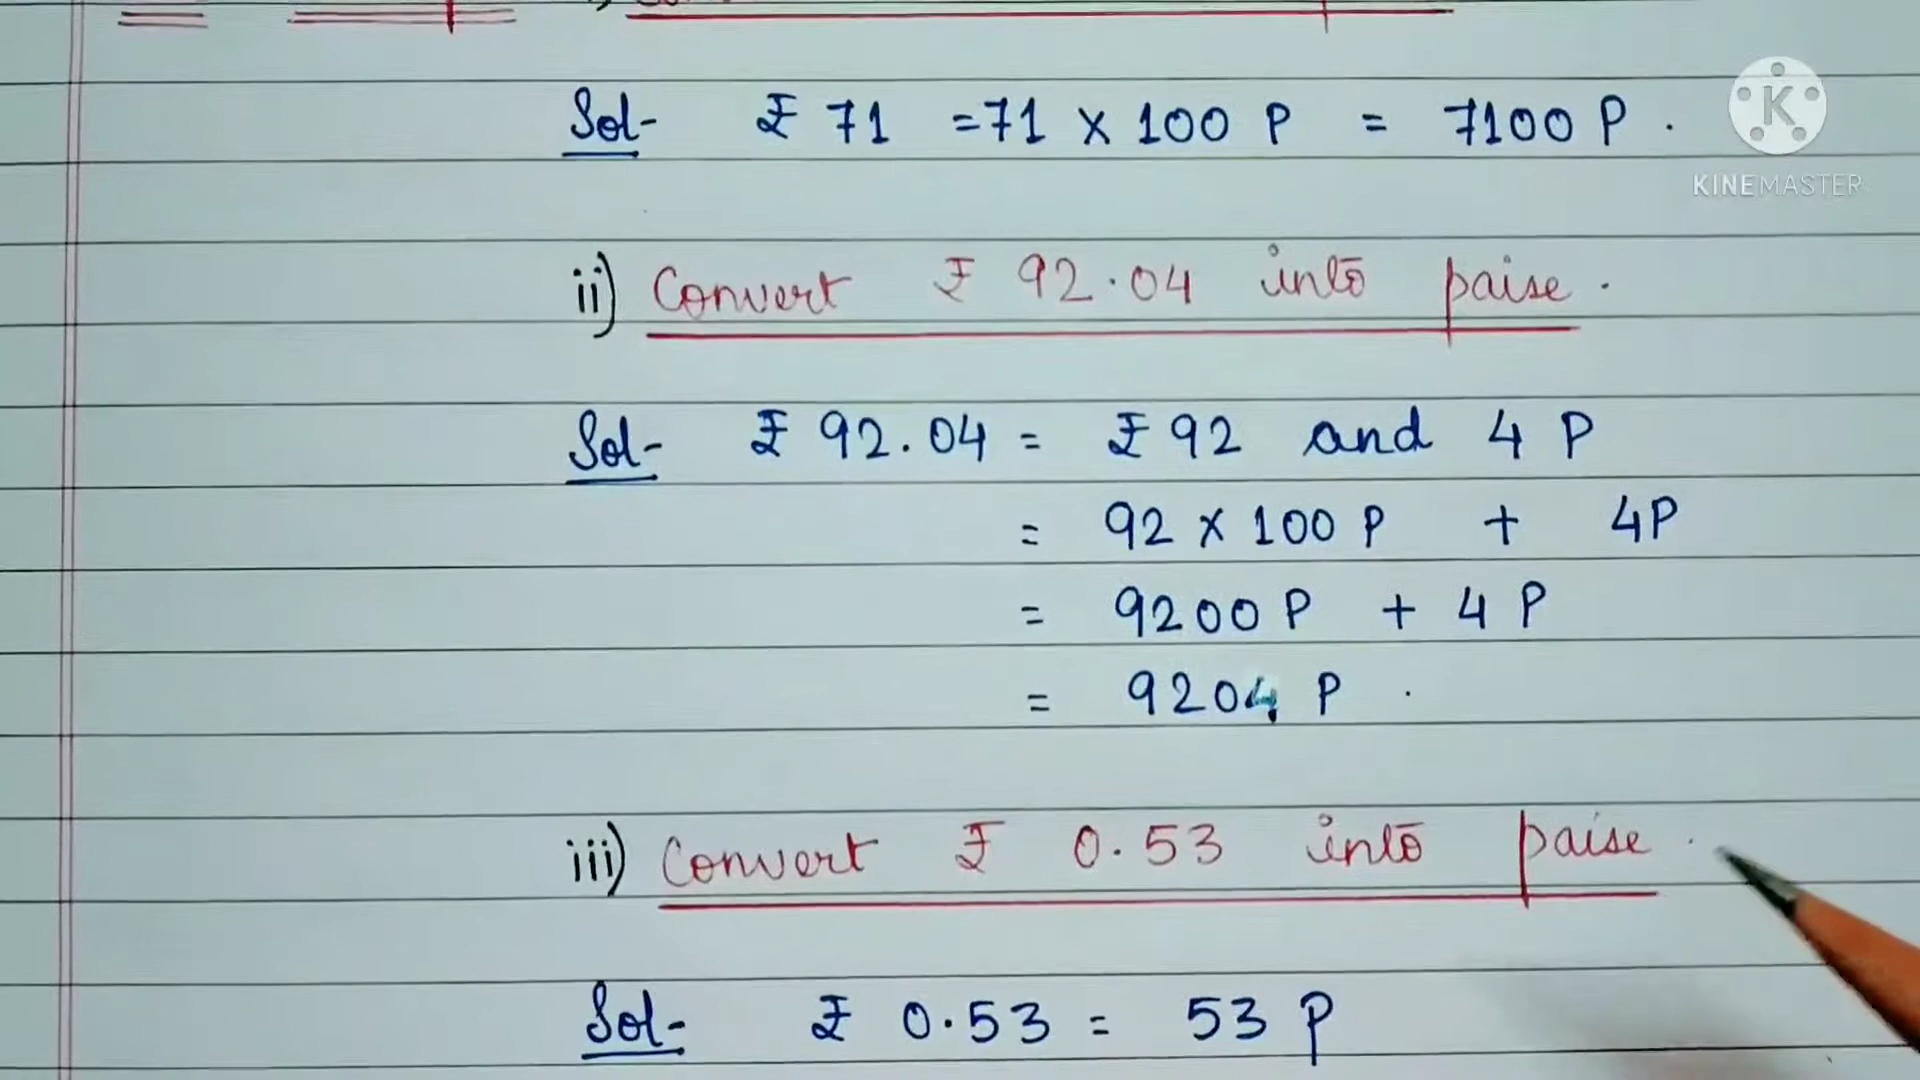 Sol- ₹ 71 = 71 x 100 P = 7100 P.
KINEMASTER
ii) Convert ₹ 92.04 into paise.
Sol- ₹ 92.04 = ₹ 92 and 4 P
= 92 x 100 P + 4P
= 9200 P + 4 P
= 9204 P.
iii) Convert ₹ 0.53 into paise.
Sol- ₹ 0.53 = 53 P